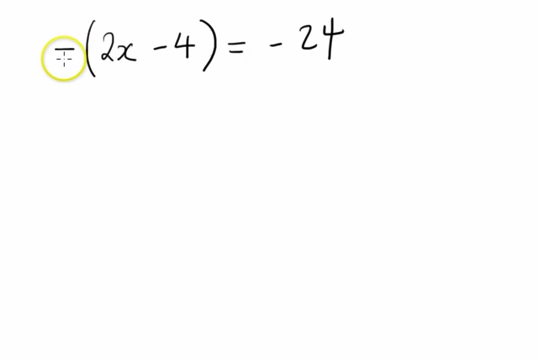 -(2x - 4) = - 24